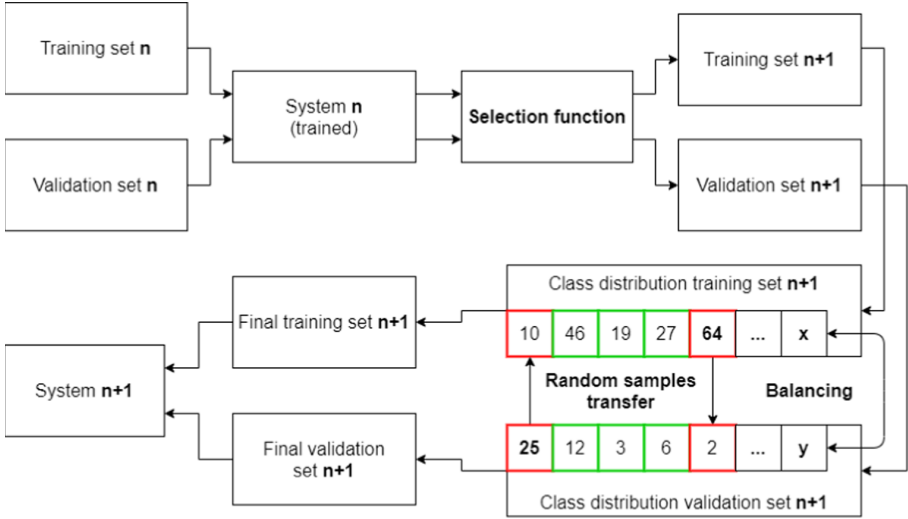 Training set n
Validation set n
System n
(trained)
Selection function
Training set n+1
Validation set n+1
Class distribution training set n+1
10 46 19 27 64 ... x
Random samples
transfer
Balancing
25 12 3 6 2 ... y
Class distribution validation set n+1
Final training set n+1
Final validation
set n+1
System n+1